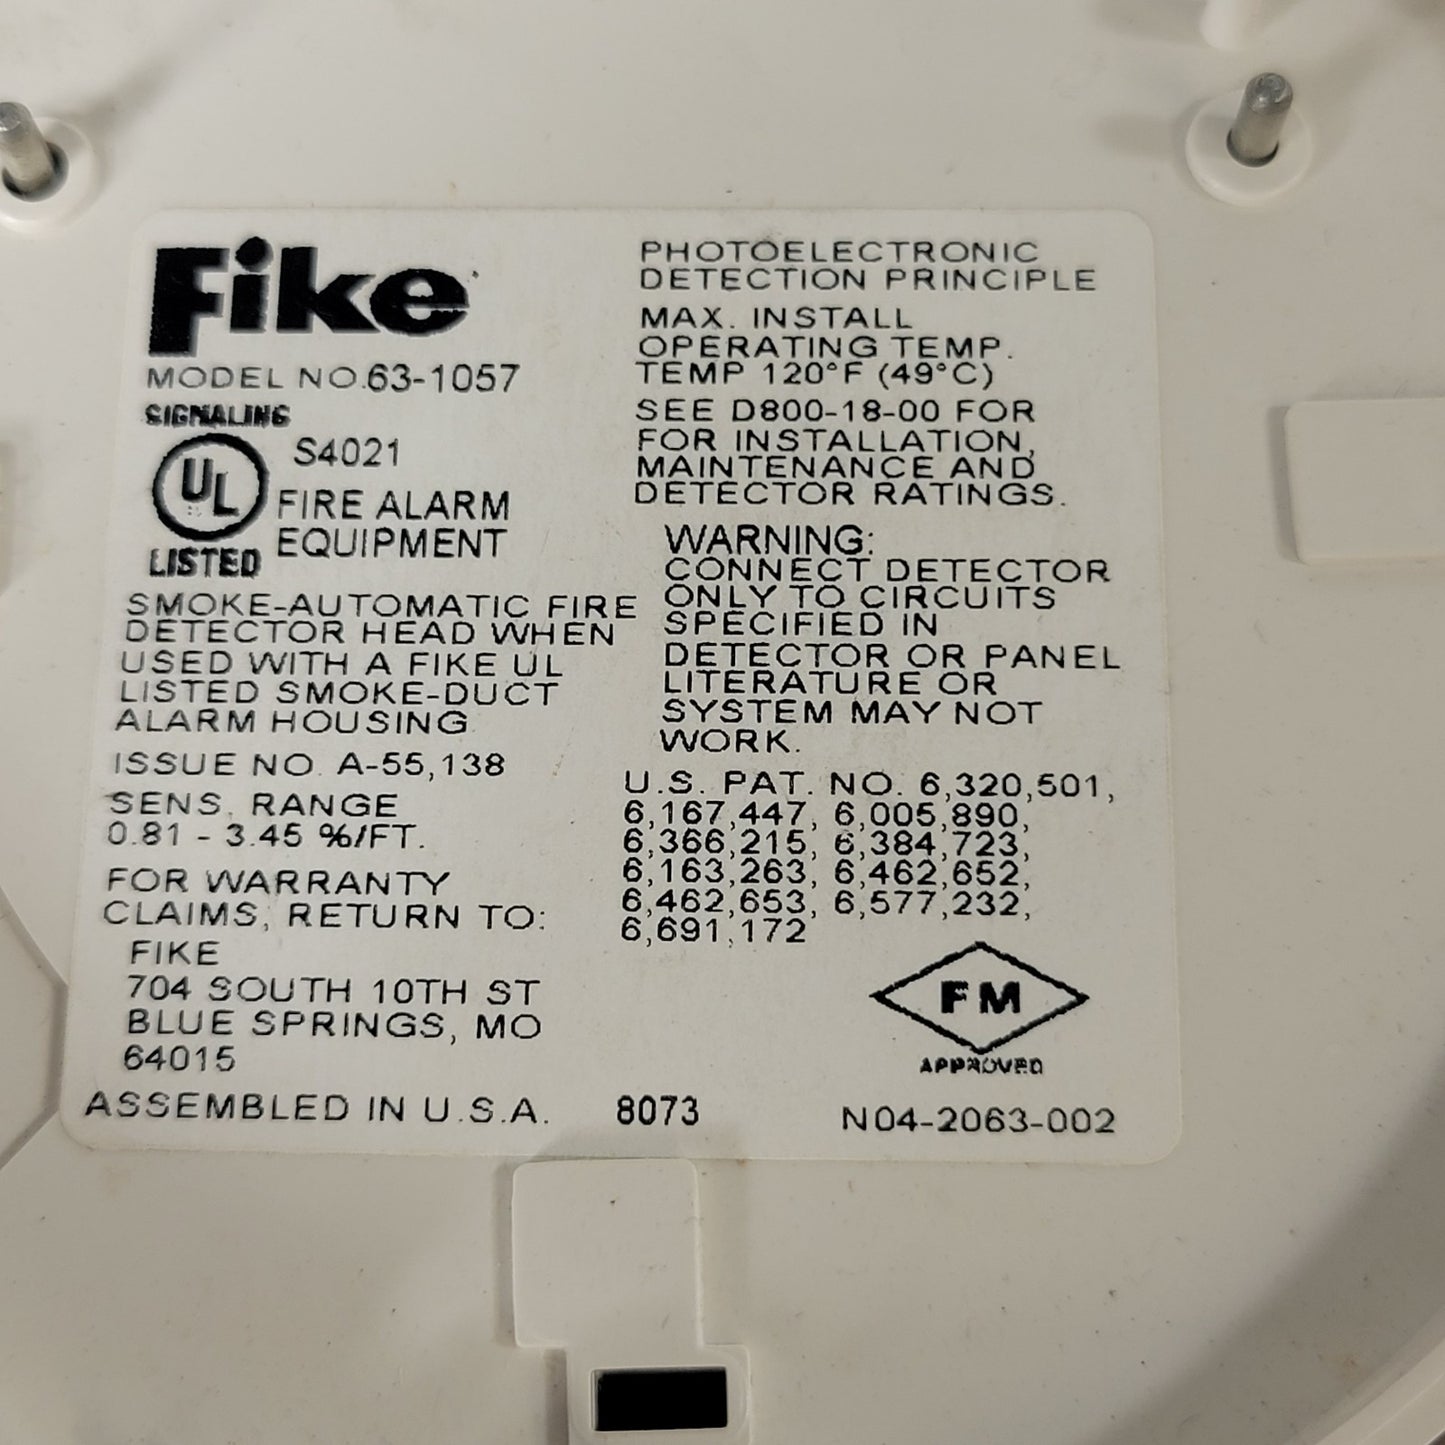 Fike
MODEL NO.63-1057
SIGNALING
UL
S4021
LISTED
FIRE ALARM
EQUIPMENT
SMOKE-AUTOMATIC FIRE
DETECTOR HEAD WHEN
USED WITH A FIKE UL
LISTED SMOKE-DUCT
ALARM HOUSING
ISSUE NO. A-55,138
SENS. RANGE
0.81 - 3.45 %/FT.
FOR WARRANTY
CLAIMS, RETURN TO:
FIKE
704 SOUTH 10TH ST
BLUE SPRINGS, MO
64015
ASSEMBLED IN U.S.A.
PHOTOELECTRONIC
DETECTION PRINCIPLE
MAX. INSTALL
OPERATING TEMP.
TEMP 120°F (49°C)
SEE D800-18-00 FOR
FOR INSTALLATION,
MAINTENANCE AND
DETECTOR RATINGS.
WARNING:
CONNECT DETECTOR
ONLY TO CIRCUITS
SPECIFIED IN
DETECTOR OR PANEL
LITERATURE OR
SYSTEM MAY NOT
WORK.
U.S. PAT. NO. 6,320,501,
6,167,447, 6,005,890,
6,366,215, 6,384,723,
6,163,263, 6,462,652,
6,462,653, 6,577,232,
6,691,172
FM
APPROVED
8073
N04-2063-002